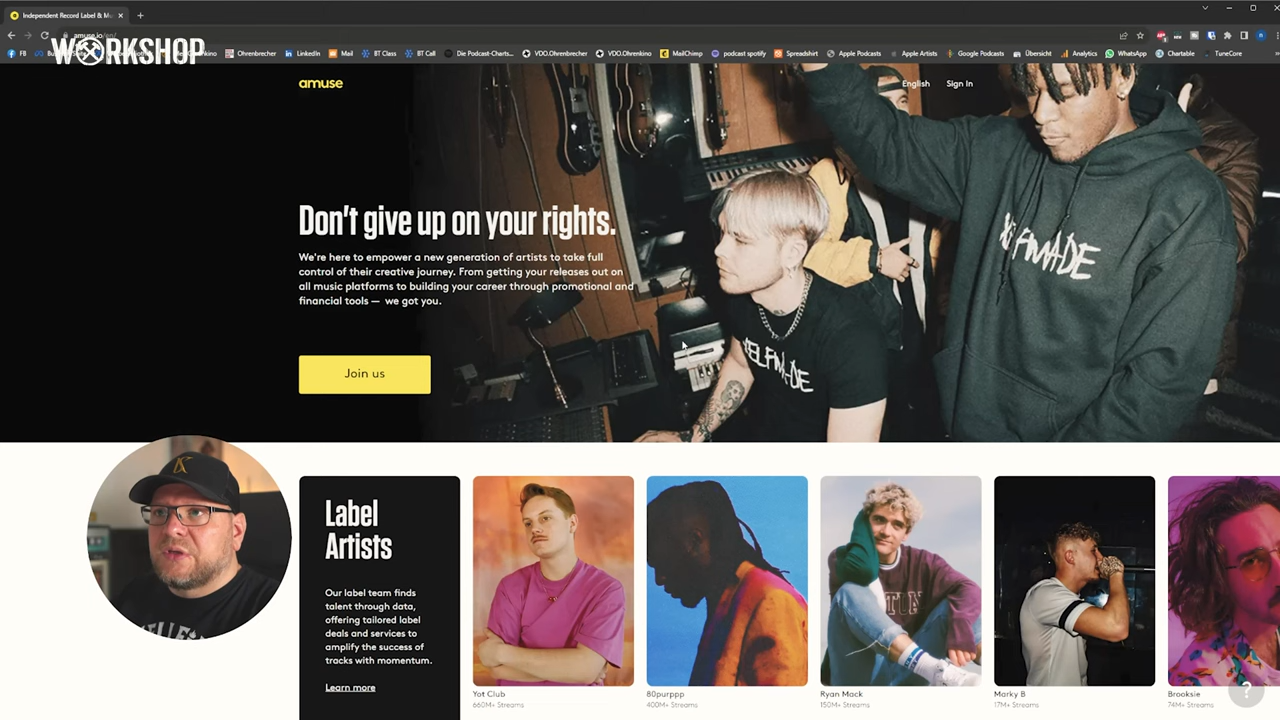 Independent Record Label & Mu
amuse.io/en/
WORKSHOP
FB
Ohrenbrecher
LinkedIn
Mail
BT Class
BT Call
Die Podcast-Charts...
VDO.Ohrenbrecher
VDO.Ohrenkino
MailChimp
podcast spotify
Spreadshirt
Apple Podcasts
Apple Artists
Google Podcasts
Übersicht
Analytics
WhatsApp
Chartable
TuneCore
amuse
English
Sign In
Don't give up on your rights.
We're here to empower a new generation of artists to take full
control of their creative journey. From getting your releases out on
all music platforms to building your career through promotional and
financial tools — we got you.
Join us
SELFMADE
Label
Artists
Our label team finds
talent through data,
offering tailored label
deals and services to
amplify the success of
tracks with momentum.
Learn more
Yot Club
660M+ Streams
80purppp
400M+ Streams
Ryan Mack
150M+ Streams
Marky B
17M+ Streams
Brooksie
74M+ Streams
?